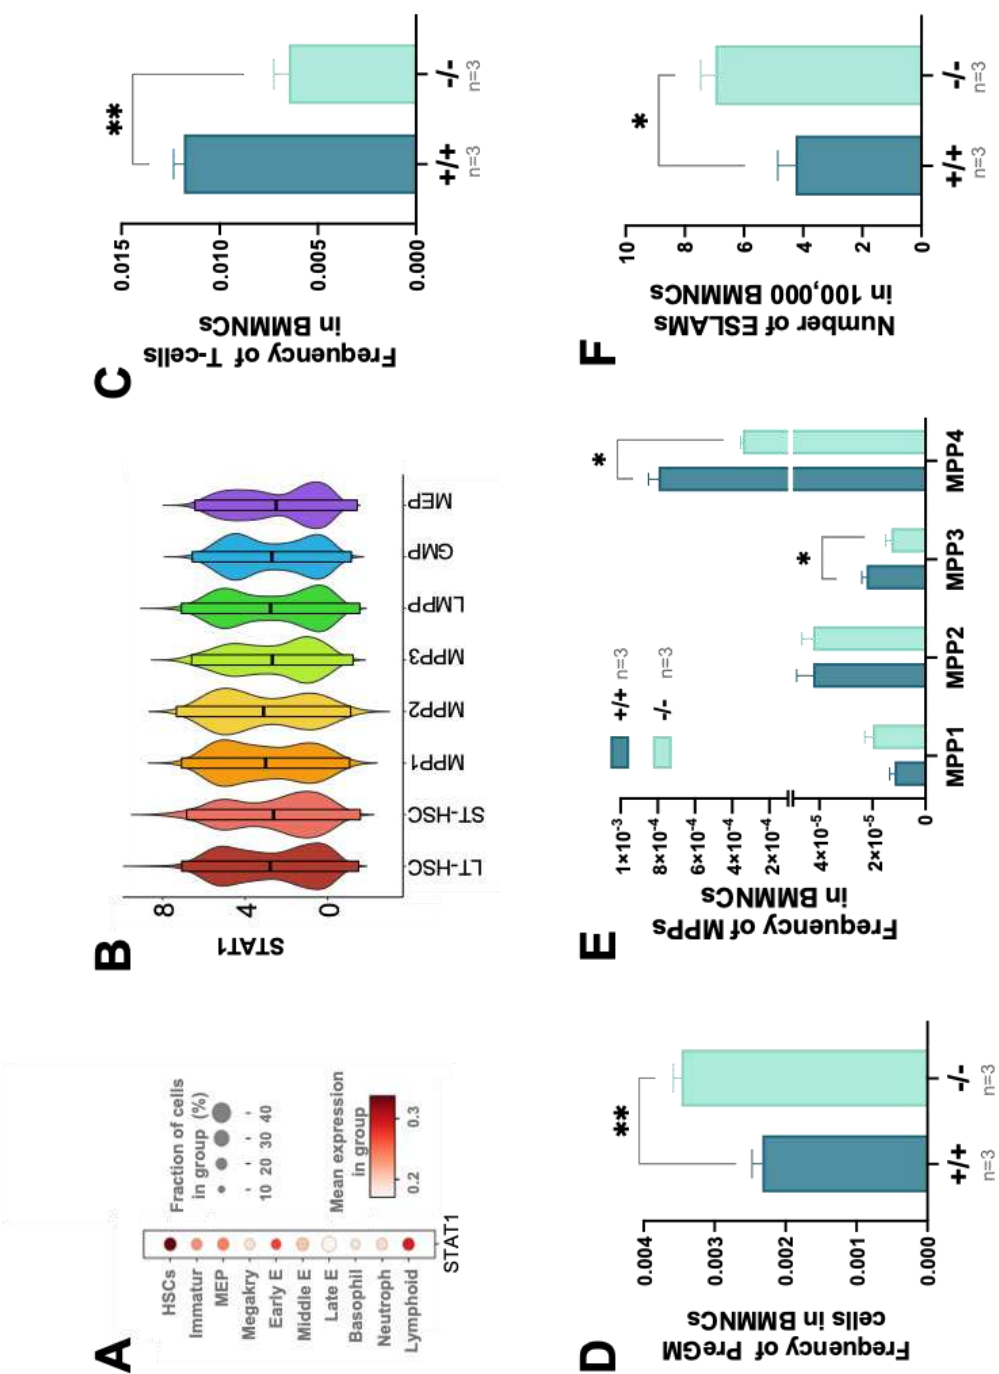 A
HSCs
Immatur
MEP
Megakry
Early E
Middle E
Late E
Basophil
Neutroph
Lymphoid
STAT1
Fraction of cells
in group (%)
10 20 30 40
Mean expression
in group
0.2 0.3
B
STAT1
8
4
0
LT-HSC
ST-HSC
MPP1
MPP2
MPP3
LMPP
GMP
MEP
C
Frequency of T-cells
in BMMNCs
0.015
0.010
0.005
0.000
**
+/+
n=3
-/-
n=3
D
Frequency of PreGM
cells in BMMNCs
0.004
0.003
0.002
0.001
0.000
**
+/+
n=3
-/-
n=3
E
Frequency of MPPs
in BMMNCs
1×10-3
8×10-4
6×10-4
4×10-4
2×10-4
4×10-5
2×10-5
0
+/+ n=3
-/- n=3
*
*
MPP1
MPP2
MPP3
MPP4
F
Number of ESLAMs
in 100,000 BMMNCs
10
8
6
4
2
0
*
+/+
n=3
-/-
n=3